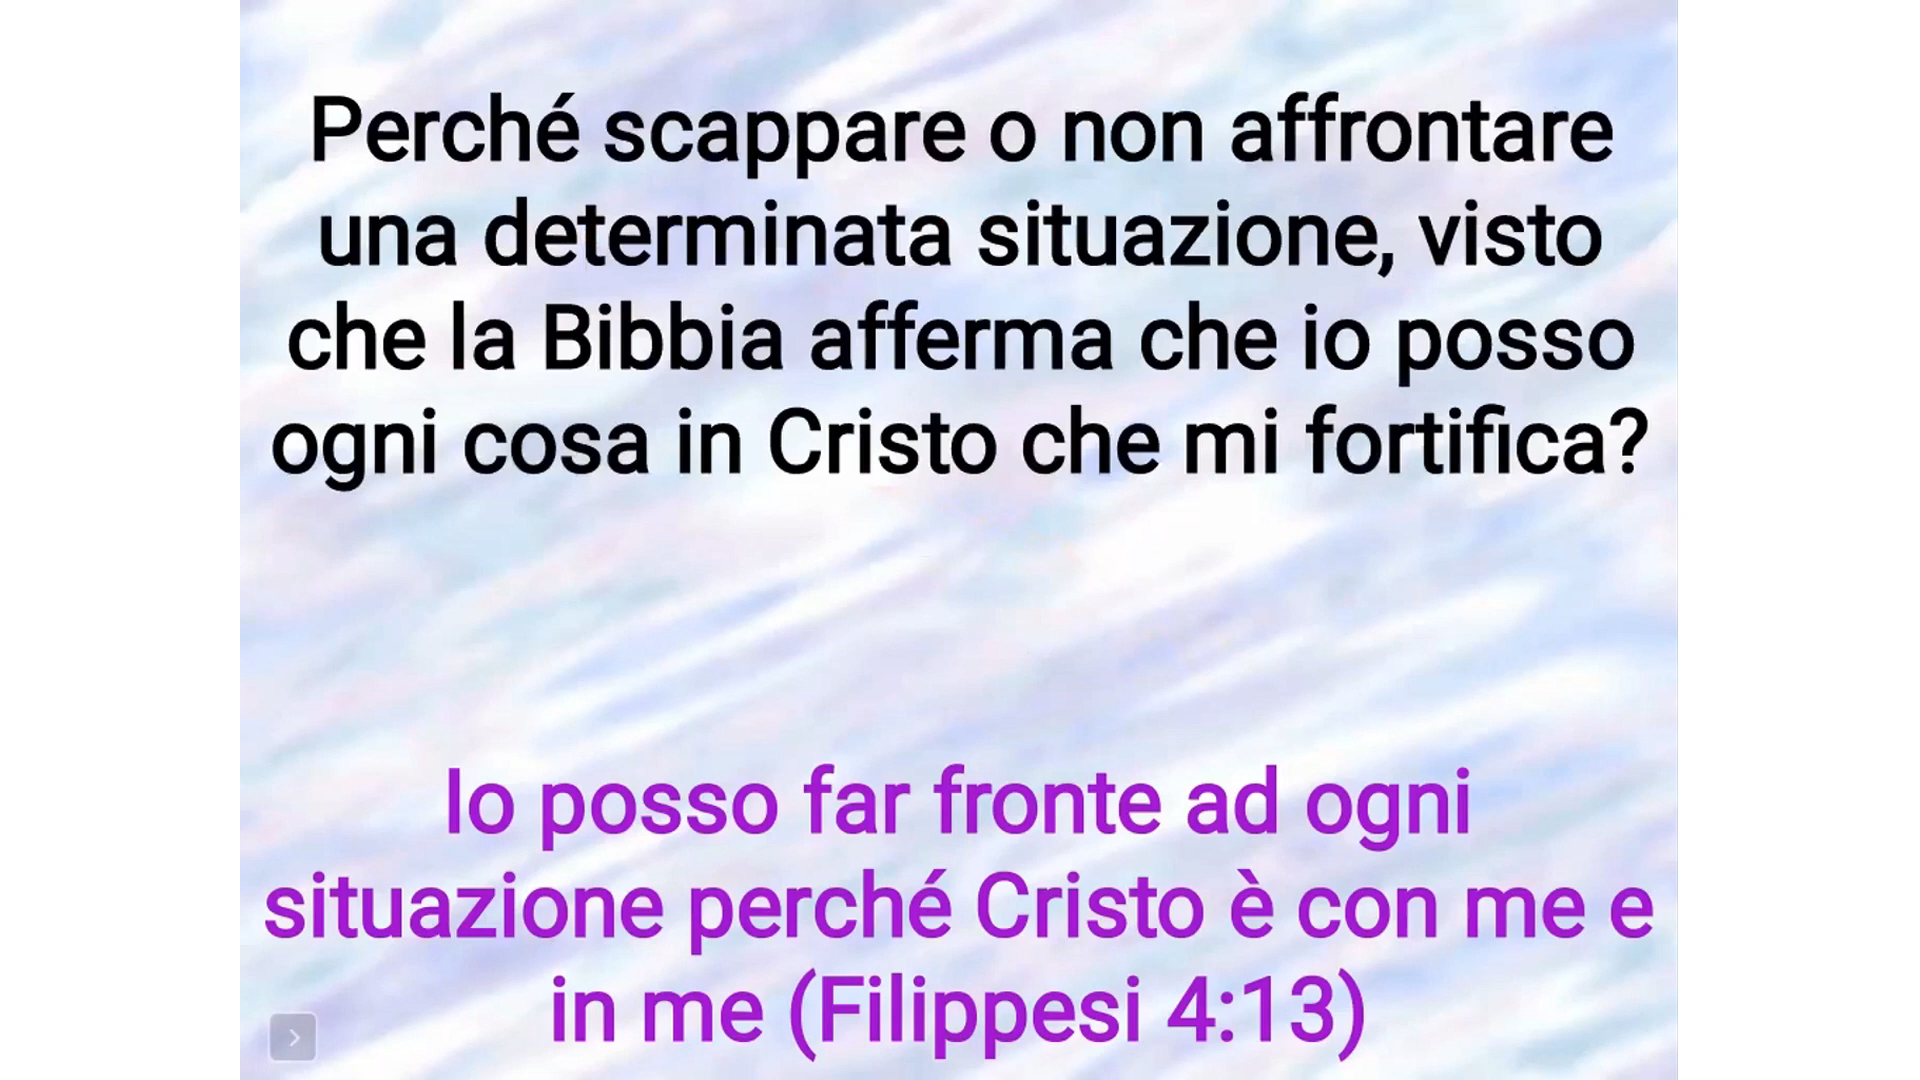 Perché scappare o non affrontare
una determinata situazione, visto
che la Bibbia afferma che io posso
ogni cosa in Cristo che mi fortifica?
Io posso far fronte ad ogni
situazione perché Cristo è con me e
in me (Filippesi 4:13)